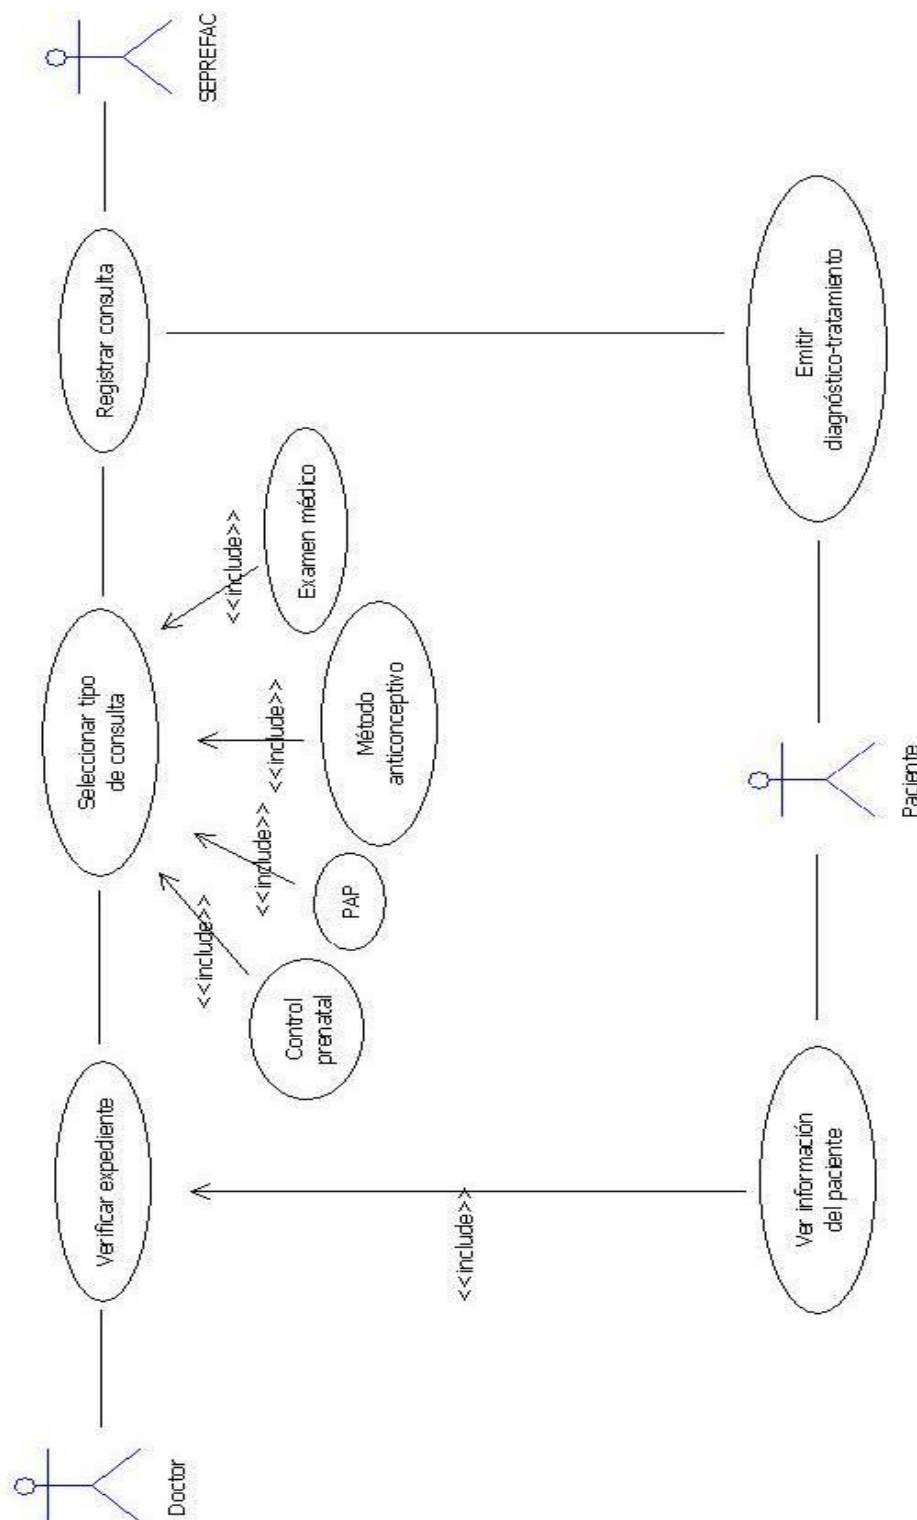 Doctor
Verificar expediente
Seleccionar tipo
de consulta
Registrar consulta
SEPREFAC
<<include>>
<<include>>
<<include>>
<<include>>
Control
prenatal
PAP
Método
anticonceptivo
Examen médico
<<include>>
Ver información
del paciente
Paciente
Emitir
diagnóstico-tratamiento